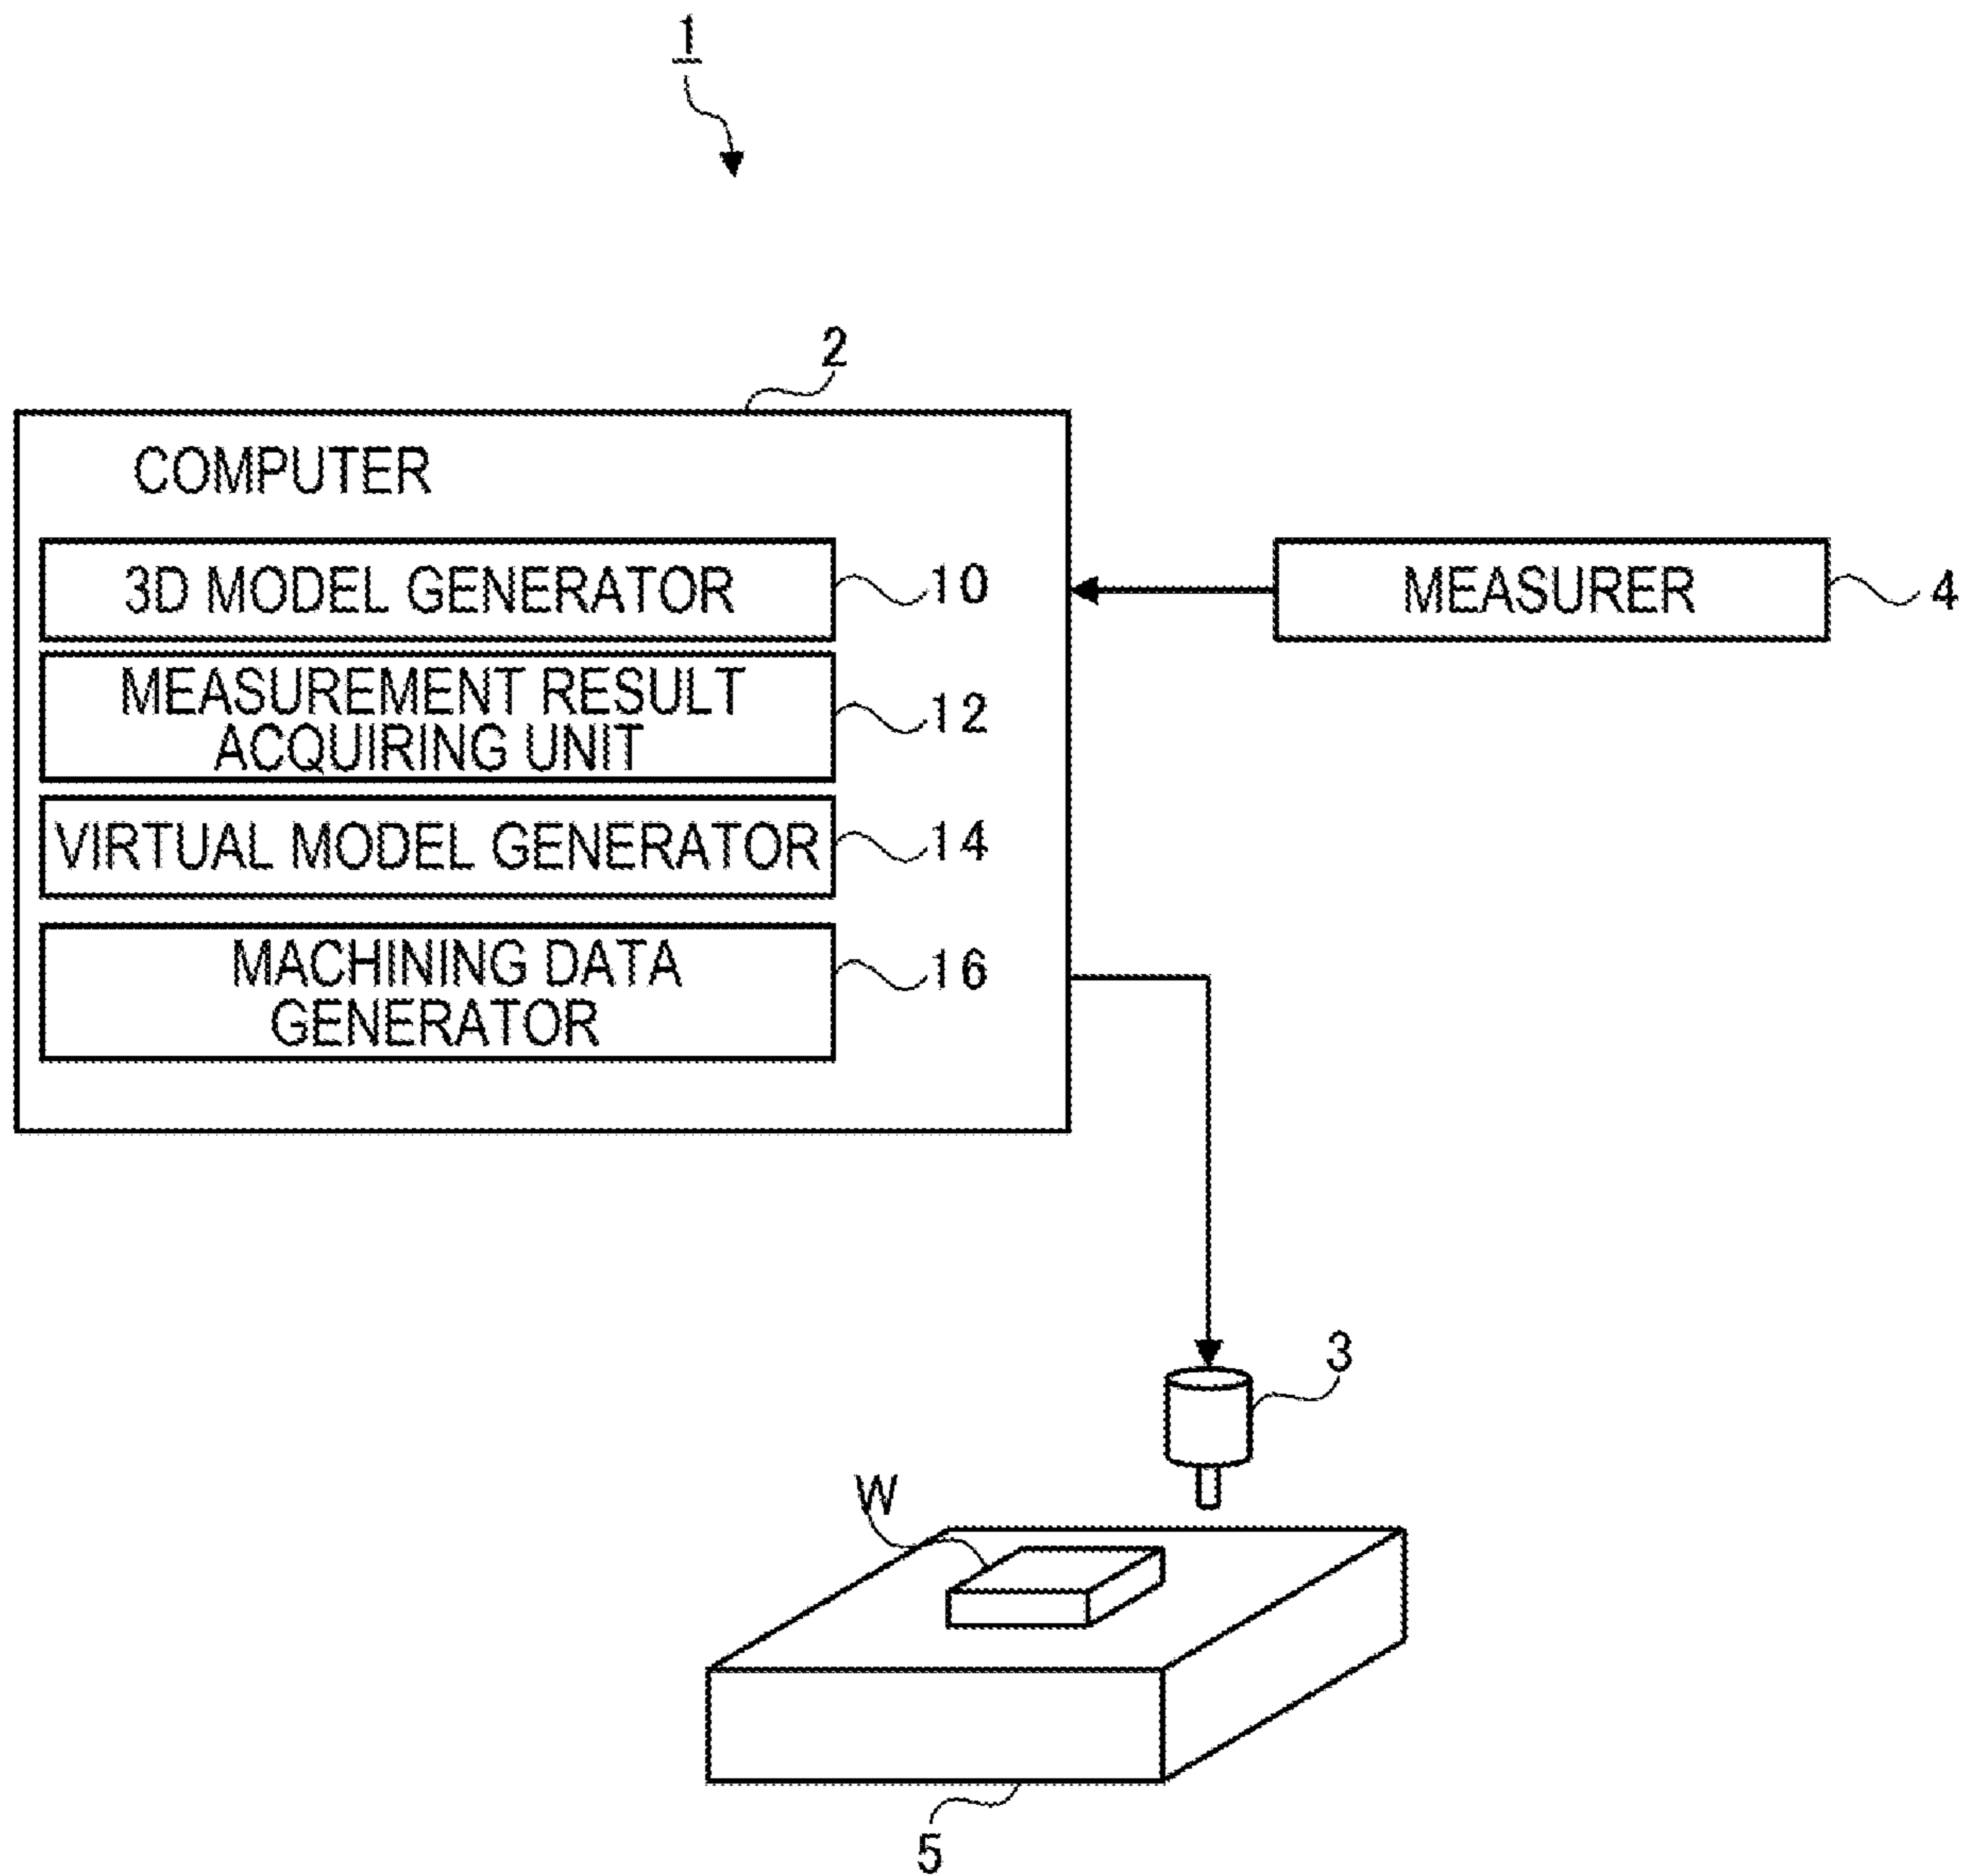 1
2
COMPUTER
3D MODEL GENERATOR
10
MEASURER
4
MEASUREMENT RESULT
ACQUIRING UNIT
12
VIRTUAL MODEL GENERATOR
14
MACHINING DATA
GENERATOR
16
3
W
5